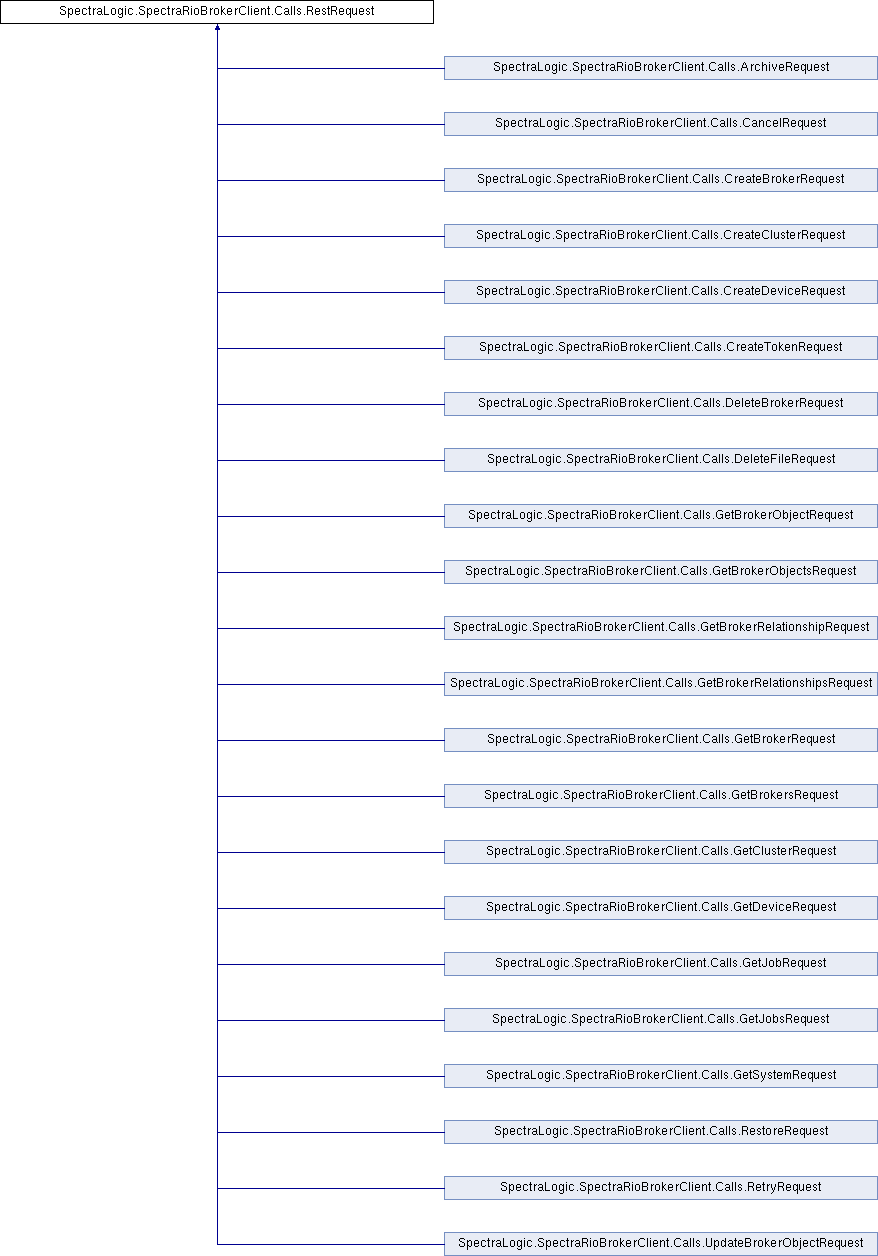 SpectraLogic.SpectraRioBrokerClient.Calls.RestRequest
SpectraLogic.SpectraRioBrokerClient.Calls.ArchiveRequest
SpectraLogic.SpectraRioBrokerClient.Calls.CancelRequest
SpectraLogic.SpectraRioBrokerClient.Calls.CreateBrokerRequest
SpectraLogic.SpectraRioBrokerClient.Calls.CreateClusterRequest
SpectraLogic.SpectraRioBrokerClient.Calls.CreateDeviceRequest
SpectraLogic.SpectraRioBrokerClient.Calls.CreateTokenRequest
SpectraLogic.SpectraRioBrokerClient.Calls.DeleteBrokerRequest
SpectraLogic.SpectraRioBrokerClient.Calls.DeleteFileRequest
SpectraLogic.SpectraRioBrokerClient.Calls.GetBrokerObjectRequest
SpectraLogic.SpectraRioBrokerClient.Calls.GetBrokerObjectsRequest
SpectraLogic.SpectraRioBrokerClient.Calls.GetBrokerRelationshipRequest
SpectraLogic.SpectraRioBrokerClient.Calls.GetBrokerRelationshipsRequest
SpectraLogic.SpectraRioBrokerClient.Calls.GetBrokerRequest
SpectraLogic.SpectraRioBrokerClient.Calls.GetBrokersRequest
SpectraLogic.SpectraRioBrokerClient.Calls.GetClusterRequest
SpectraLogic.SpectraRioBrokerClient.Calls.GetDeviceRequest
SpectraLogic.SpectraRioBrokerClient.Calls.GetJobRequest
SpectraLogic.SpectraRioBrokerClient.Calls.GetJobsRequest
SpectraLogic.SpectraRioBrokerClient.Calls.GetSystemRequest
SpectraLogic.SpectraRioBrokerClient.Calls.RestoreRequest
SpectraLogic.SpectraRioBrokerClient.Calls.RetryRequest
SpectraLogic.SpectraRioBrokerClient.Calls.UpdateBrokerObjectRequest